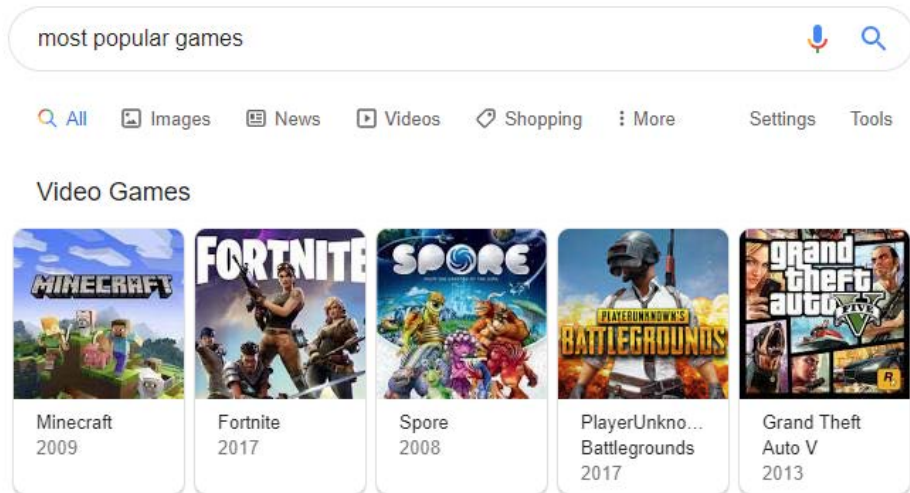 most popular games
All Images News Videos Shopping More Settings Tools
Video Games
MINECRAFT
FORTNITE
SPORE
PLAYERUNKNOWN'S
BATTLEGROUNDS
grand
theft
auto V
FIVE
R
Minecraft
2009
Fortnite
2017
Spore
2008
PlayerUnkno...
Battlegrounds
2017
Grand Theft
Auto V
2013